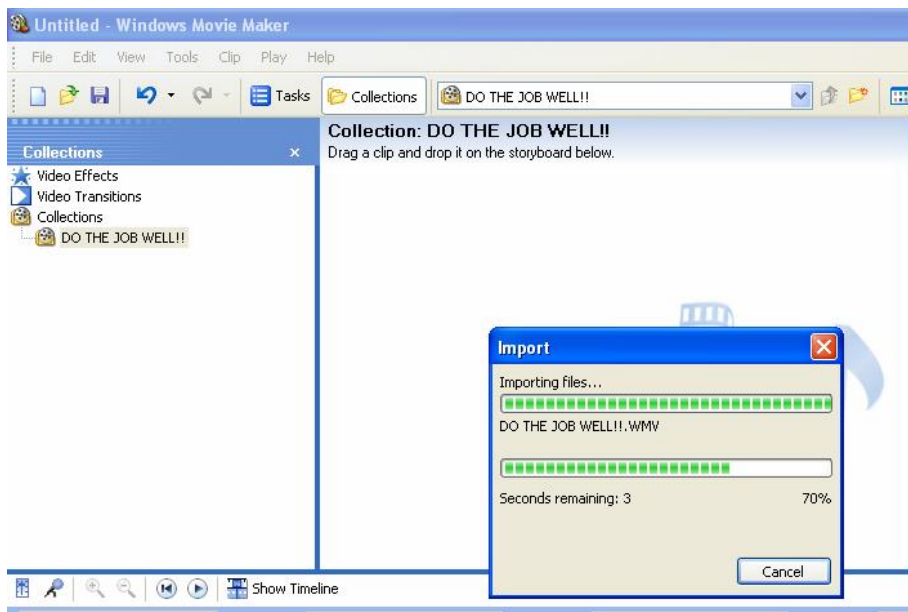 Untitled - Windows Movie Maker
File Edit View Tools Clip Play Help
Tasks Collections DO THE JOB WELL!!
Collections
Video Effects
Video Transitions
Collections
DO THE JOB WELL!!
Collection: DO THE JOB WELL!!
Drag a clip and drop it on the storyboard below.
Import
Importing files...
DO THE JOB WELL!!.WMV
Seconds remaining: 3 70%
Cancel
Show Timeline